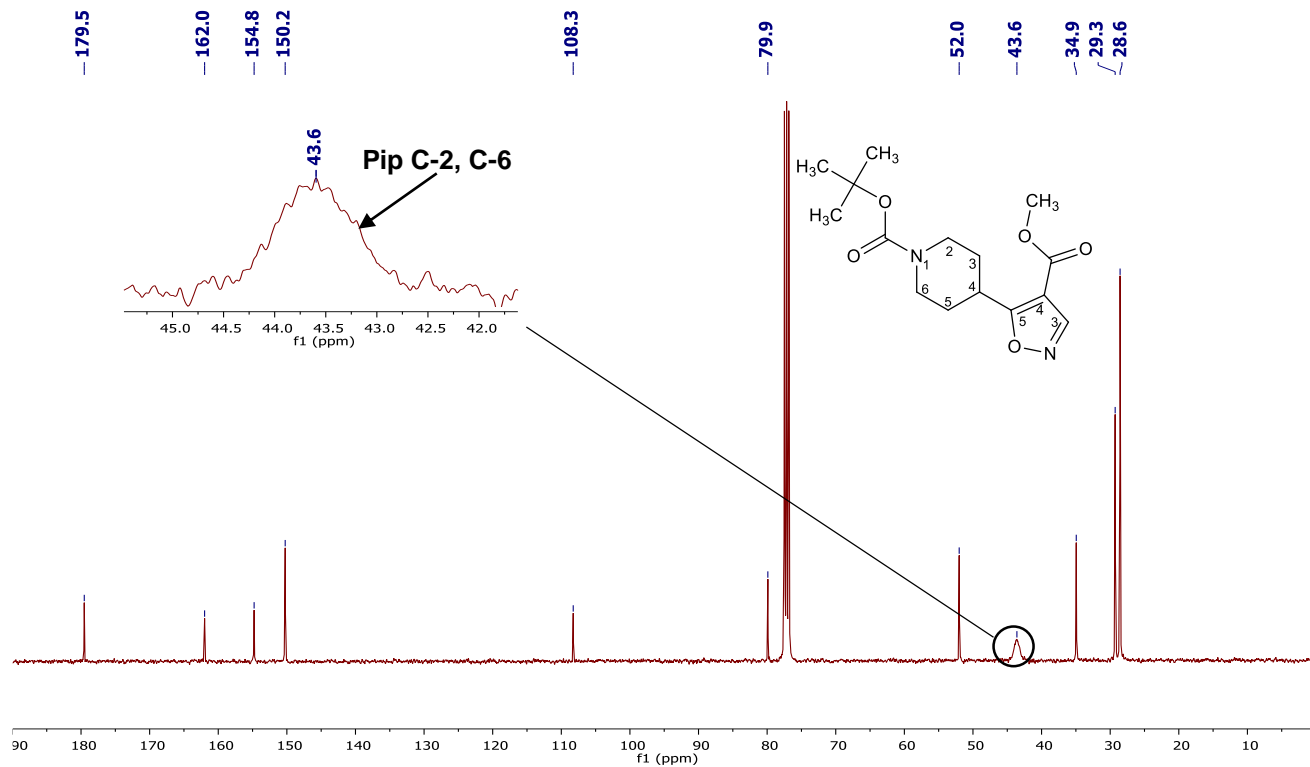 179.5
162.0
154.8
150.2
108.3
79.9
52.0
43.6
34.9
29.3
28.6
43.6
Pip C-2, C-6
45.0 44.5 44.0 43.5 43.0 42.5 42.0
f1 (ppm)
H3C
CH3
H3C
O
O
N
1
2
3
4
5
6
CH3
O
O
5
4
3
O
N
90 180 170 160 150 140 130 120 110 100 90 80 70 60 50 40 30 20 10
f1 (ppm)